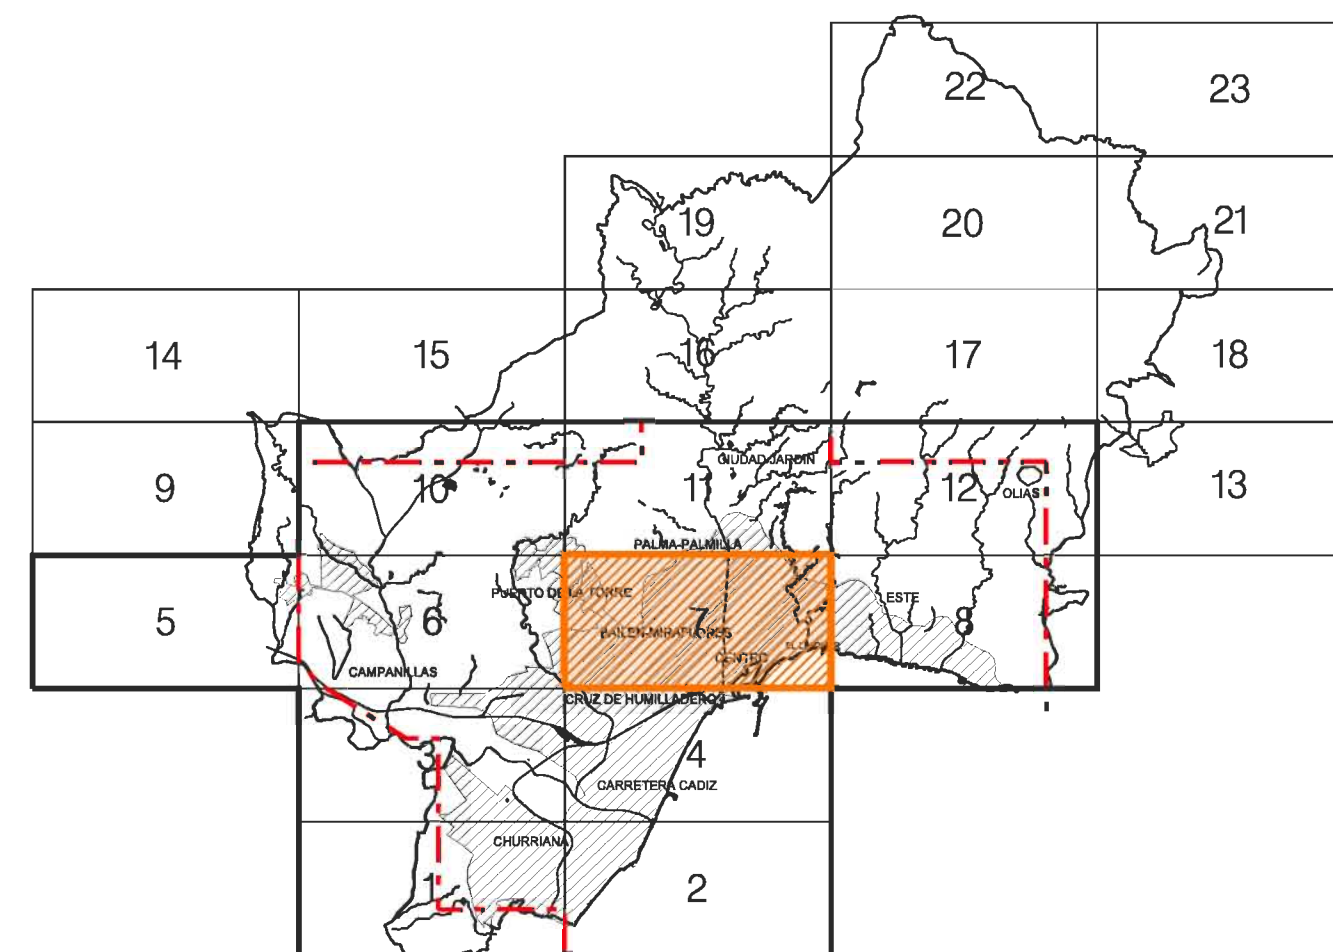 22
23
19
20
21
14
15
16
17
18
CIUDAD JARDIN
9
10
11
12
OLIAS
13
PALMA-PALMILLA
PUERTO DE LA TORRE
ESTE
5
6
7
8
BAILEN-MIRAFLORES
CENTRO
CAMPANILLAS
CRUZ DE HUMILLADERO
3
4
CARRETERA CADIZ
CHURRIANA
1
2